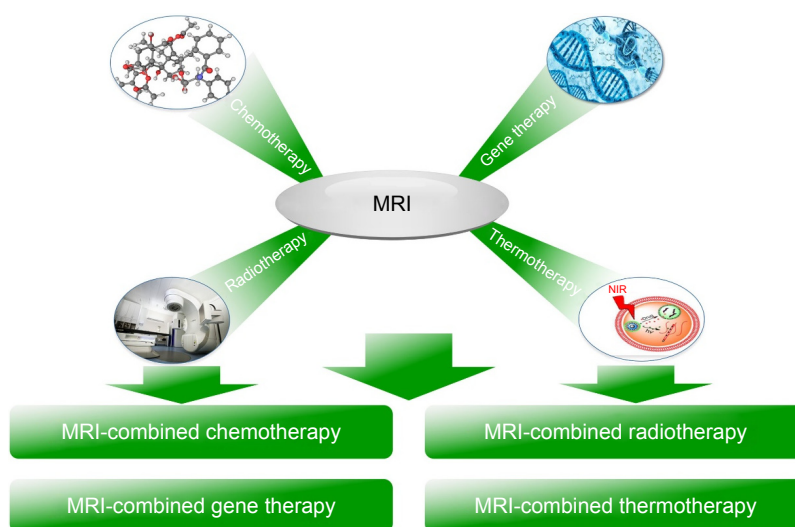 Chemotherapy
Gene therapy
MRI
Radiotherapy
Thermotherapy
NIR
hv
MRI-combined chemotherapy
MRI-combined radiotherapy
MRI-combined gene therapy
MRI-combined thermotherapy